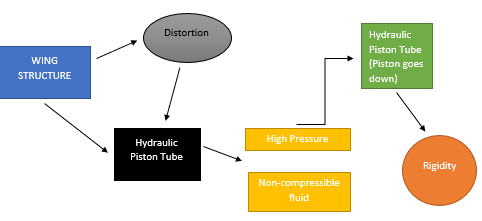 Distortion
WING
STRUCTURE
Hydraulic
Piston Tube
High Pressure
Non-compressible
fluid
Hydraulic
Piston Tube
(Piston goes
down)
Rigidity